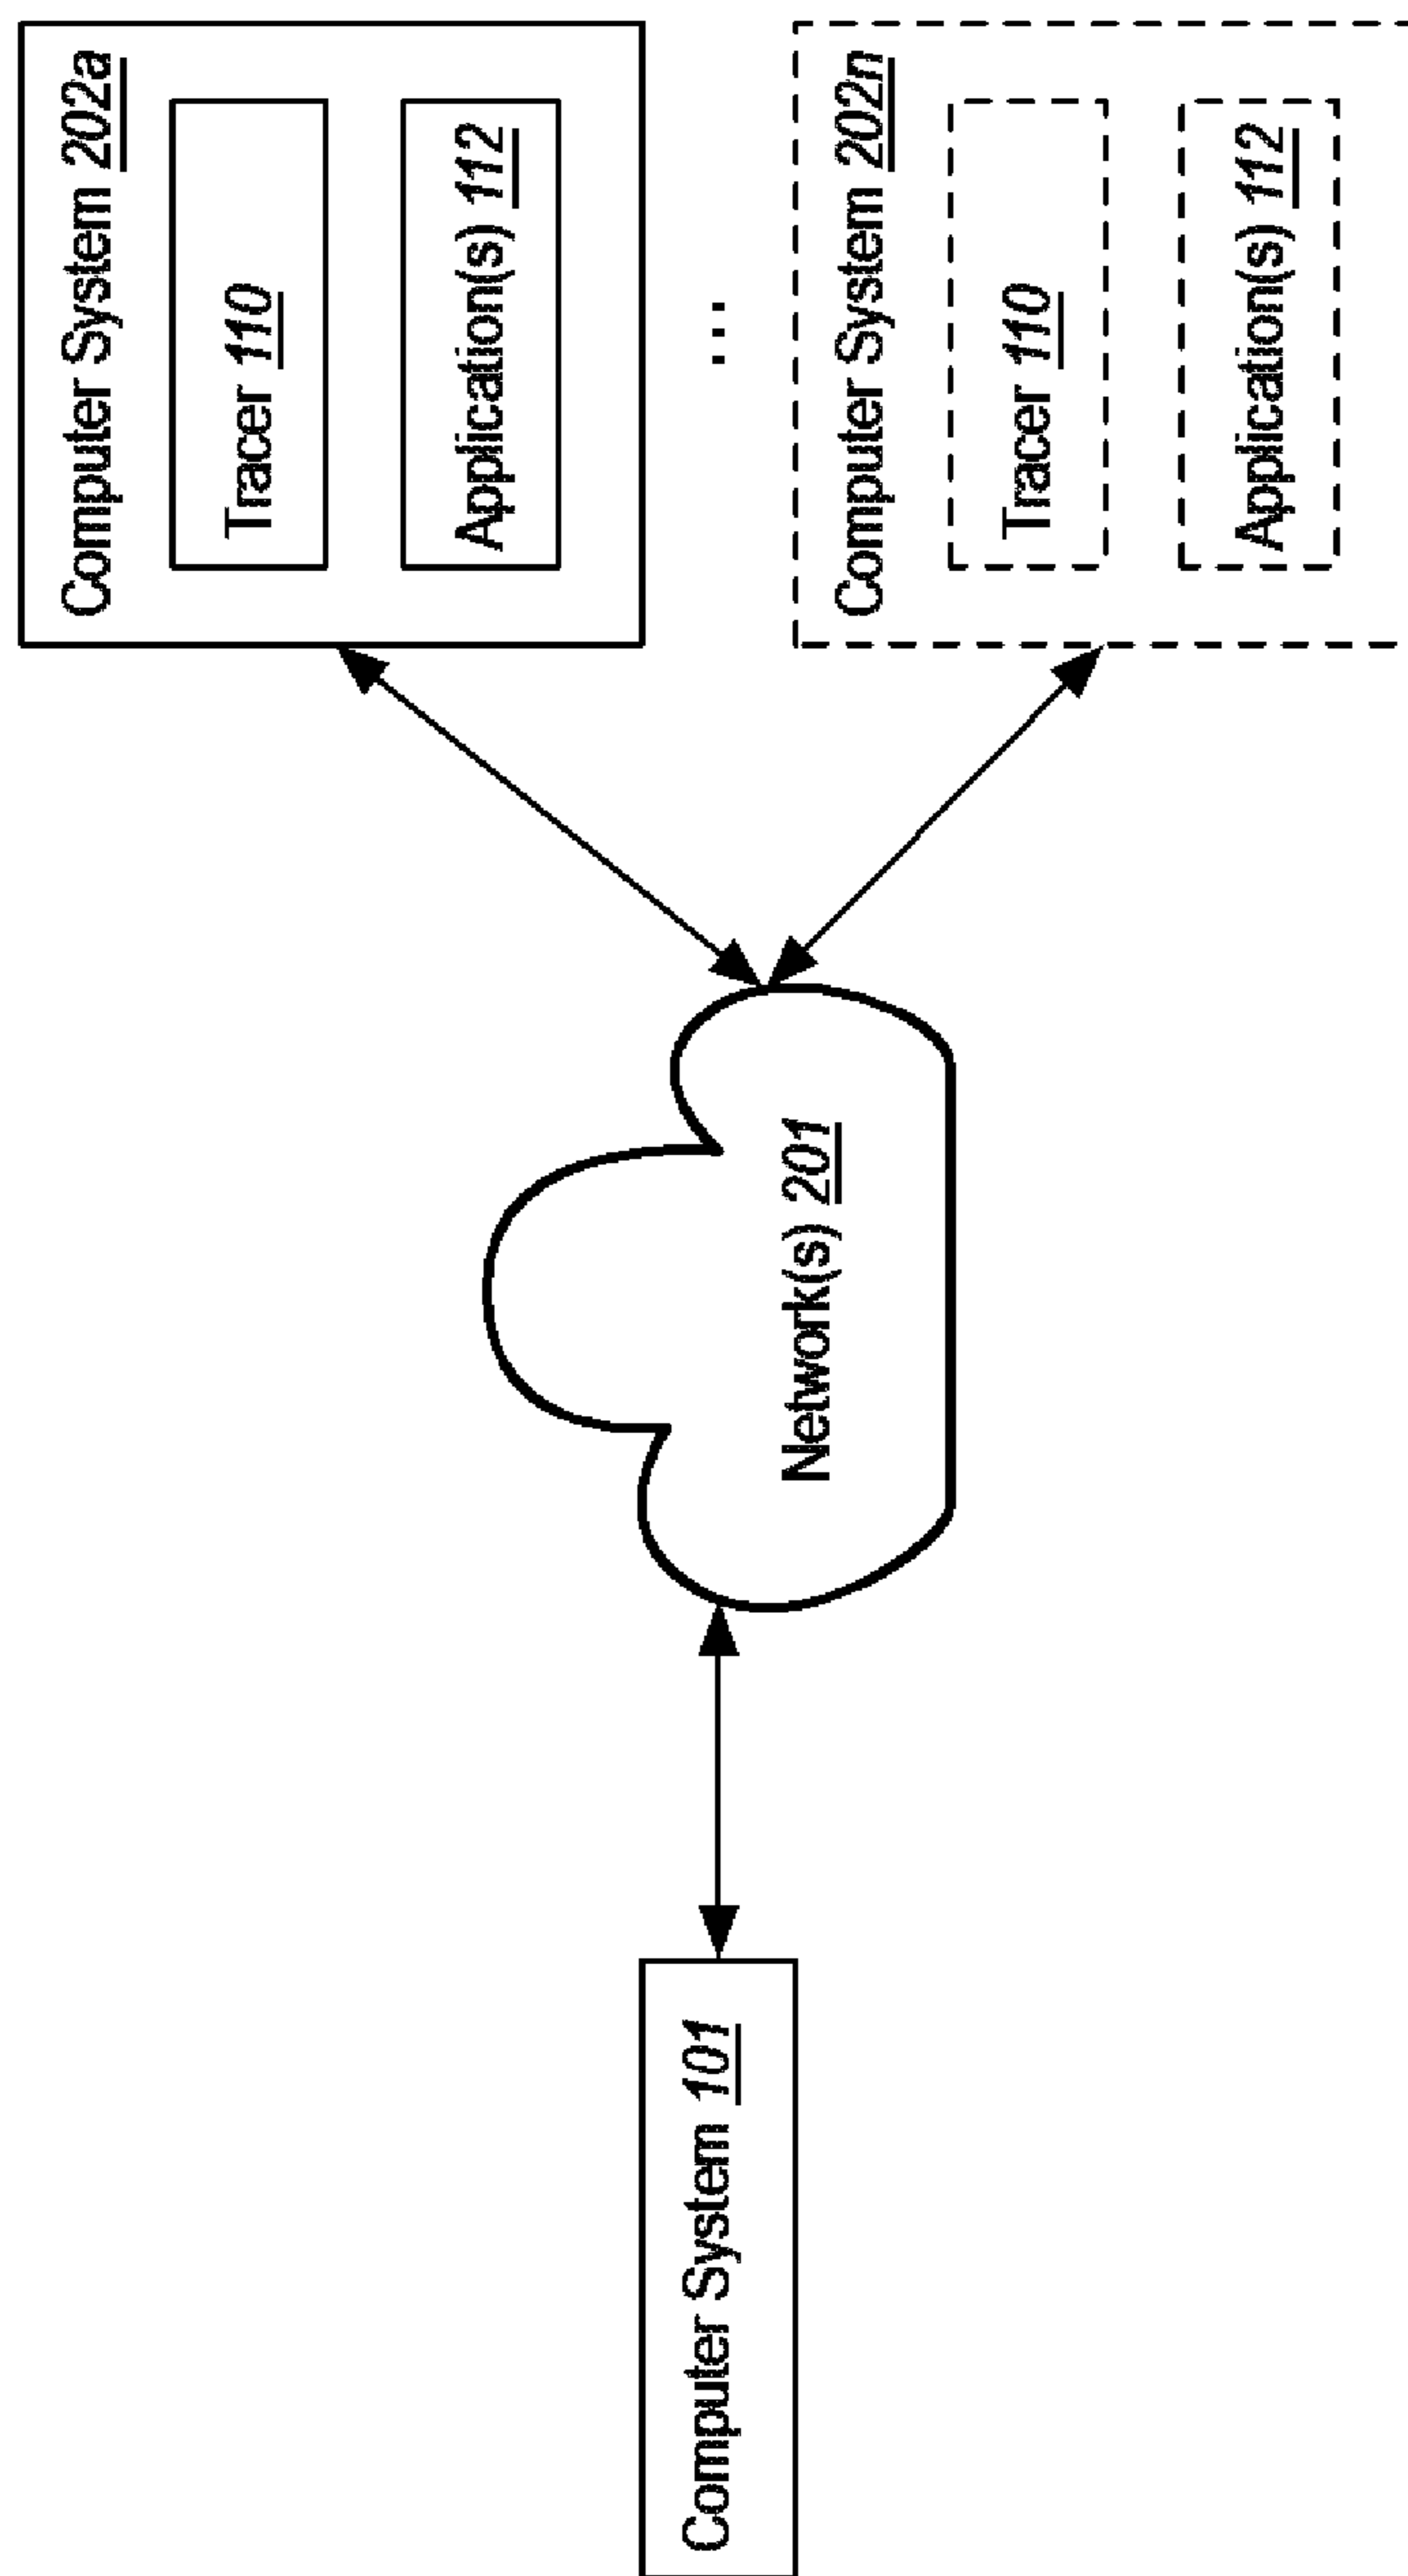 Computer System 101
Network(s) 201
Computer System 202a
Tracer 110
Application(s) 112
...
Computer System 202n
Tracer 110
Application(s) 112